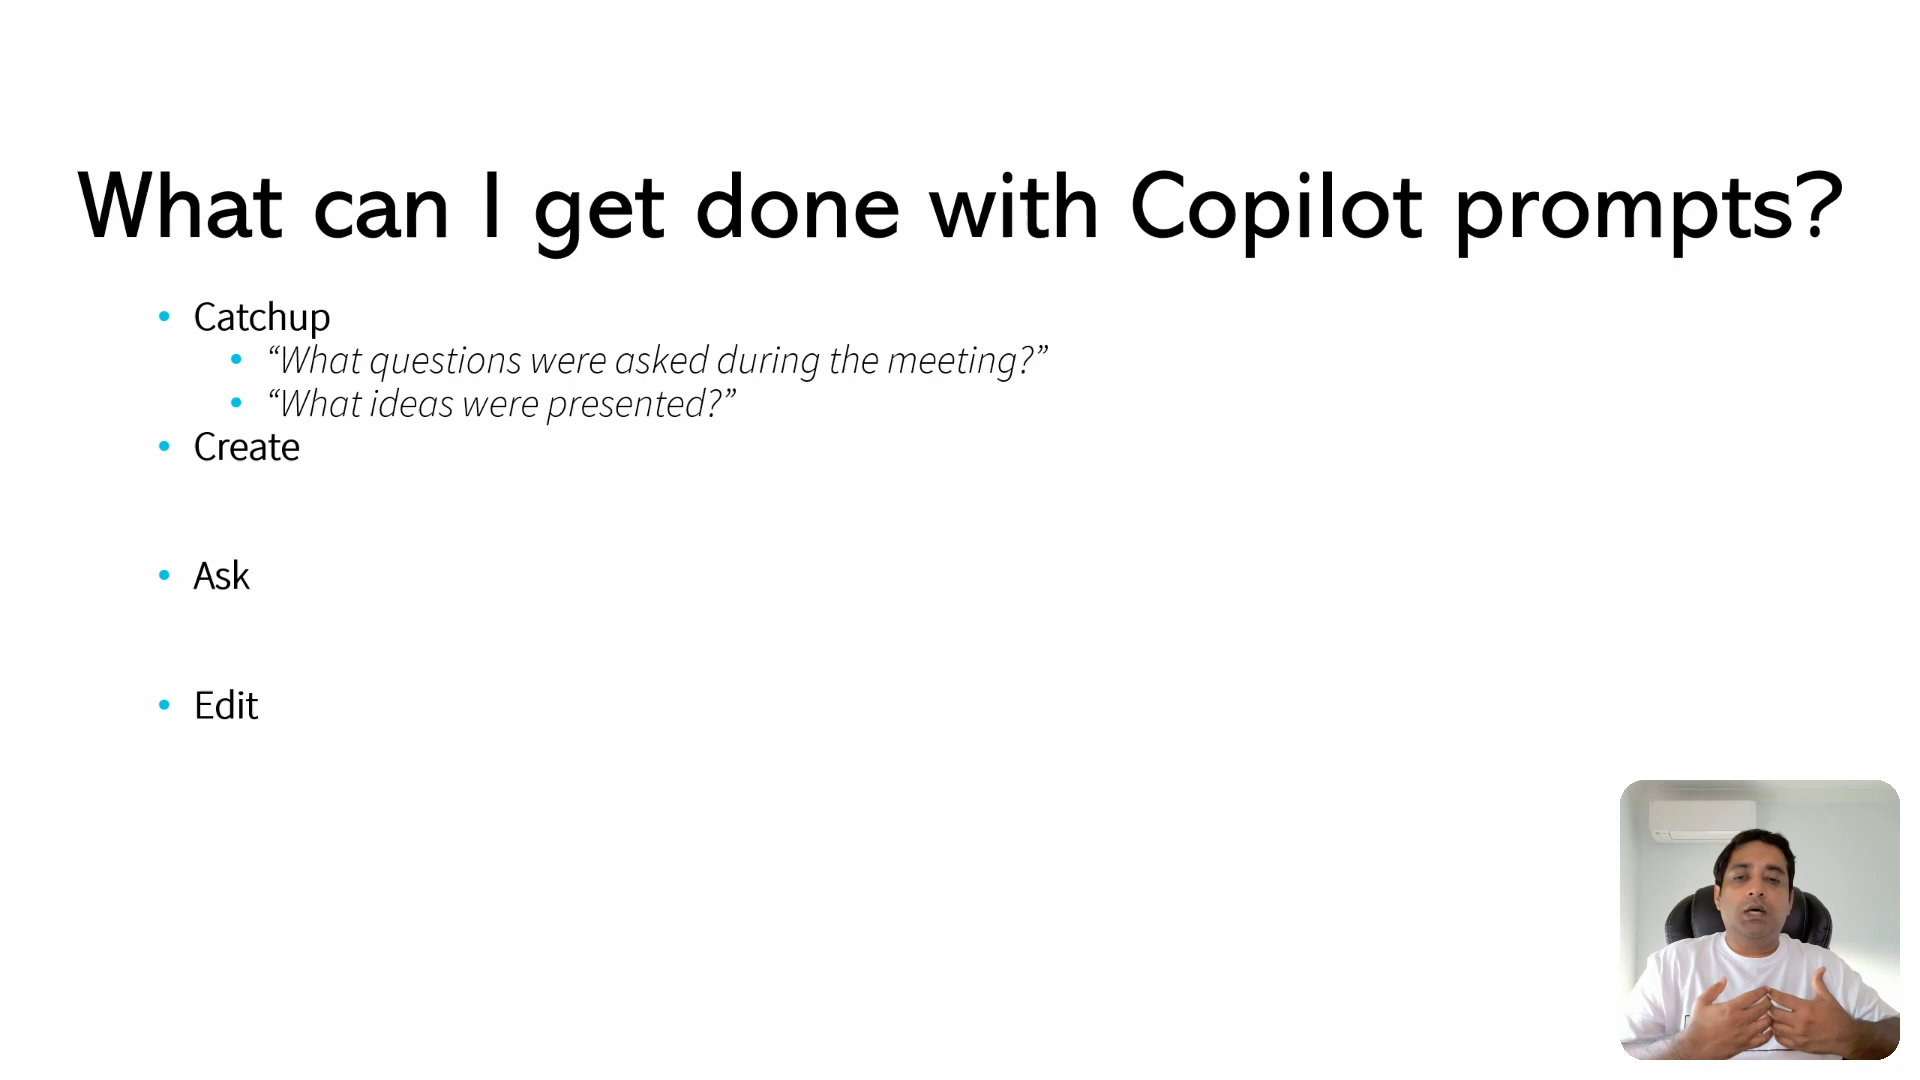 What can I get done with Copilot prompts?
• Catchup
• “What questions were asked during the meeting?”
• “What ideas were presented?”
• Create
• Ask
• Edit